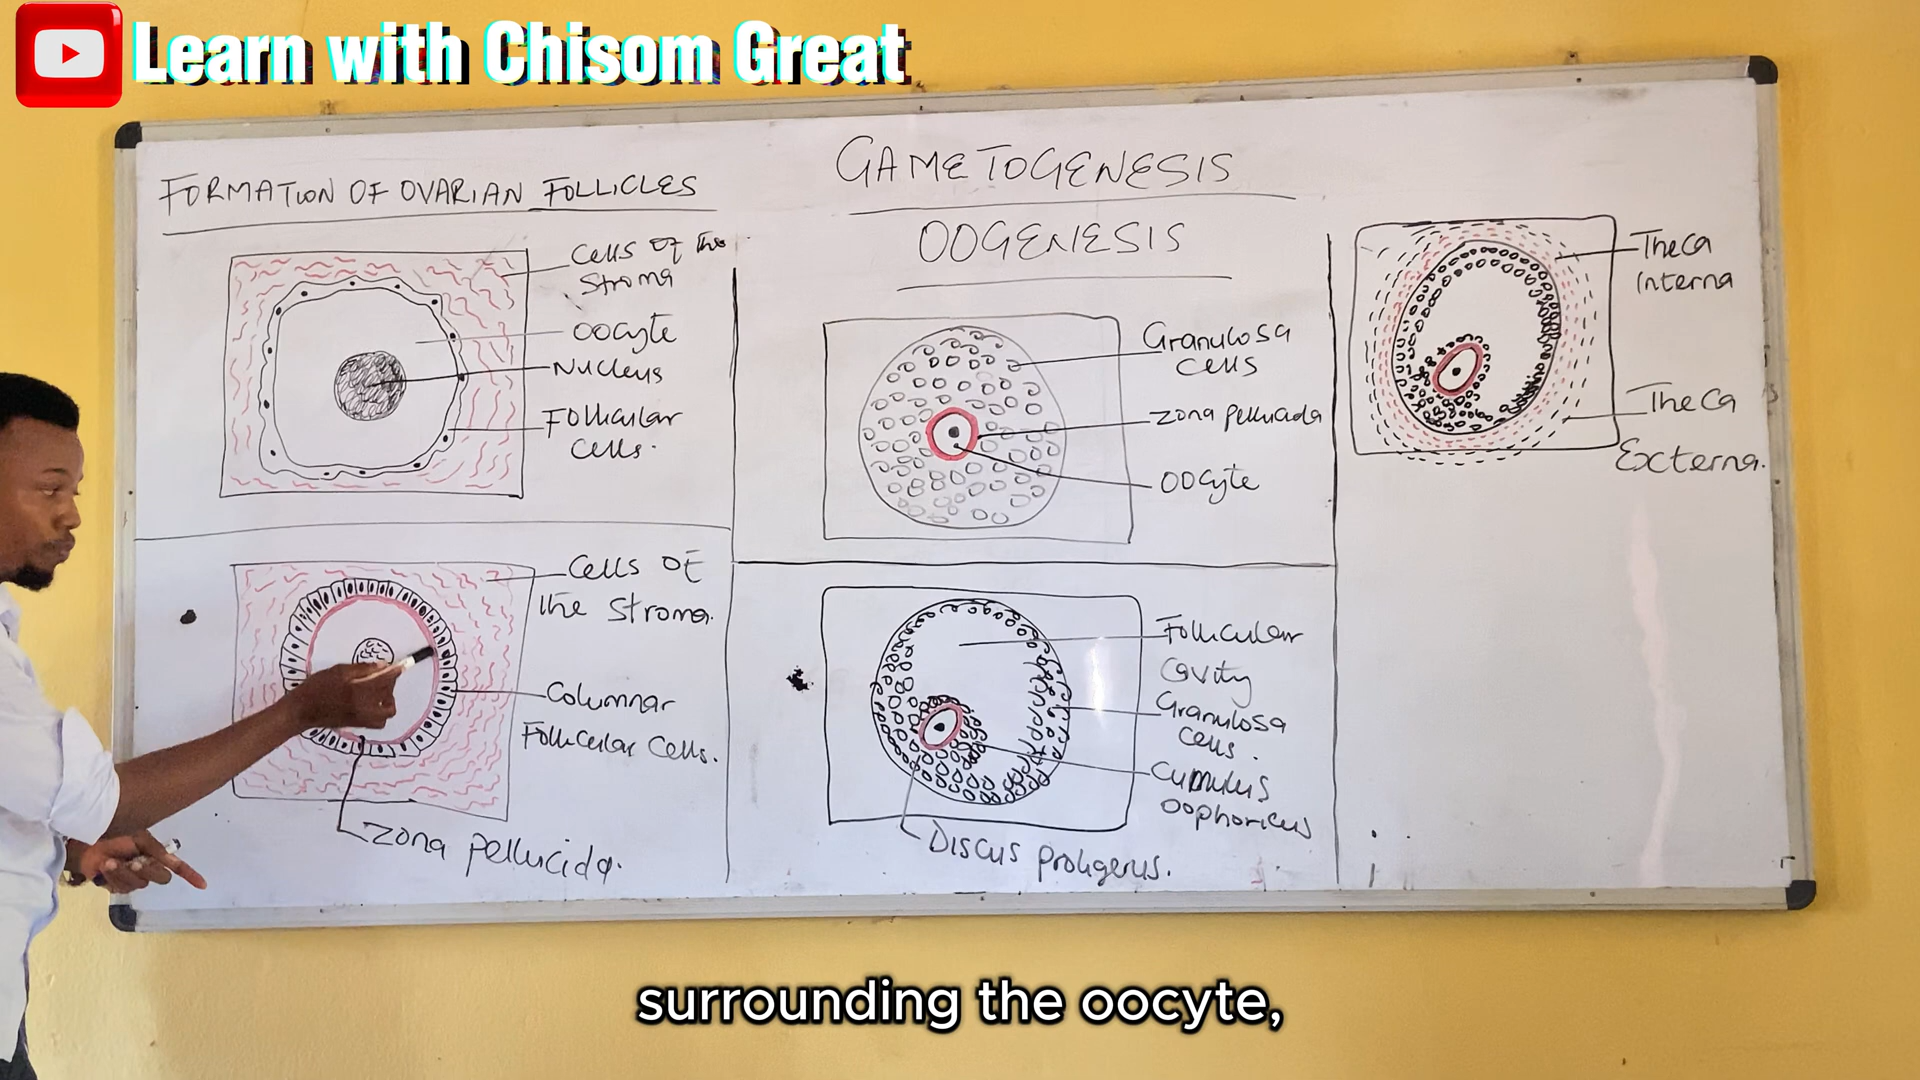 Learn with Chisom Great
GAMETOGENESIS
OOGENESIS
FORMATION OF OVARIAN FOLLICLES
Cells of the
Stroma
Oocyte
Nucleus
Follicular
Cells.
Cells of
the stroma.
Columnar
Follicular Cells.
Zona pellucida.
Granulosa
cells
Zona pellucida
Oocyte
Follicular
Cavity
Granulosa
cells.
Cumulus
oophoricus
Discus proligerus.
Theca
Interna
Theca
Externa.
surrounding the oocyte,